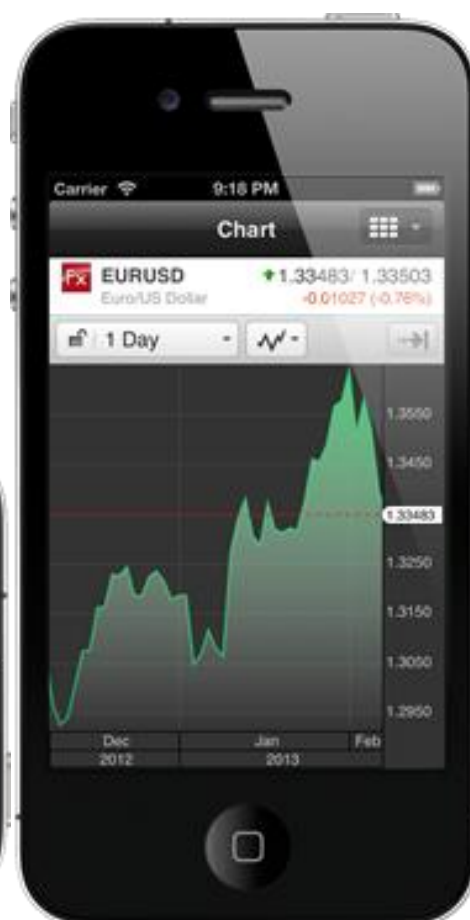 Carrier 9:18 PM
Chart
Fx EURUSD 1.33483/ 1.33503
Euro/US Dollar -0.01027 (-0.76%)
1 Day
1.3550
1.3450
1.33483
1.3250
1.3150
1.3050
1.2950
Dec Jan Feb
2012 2013